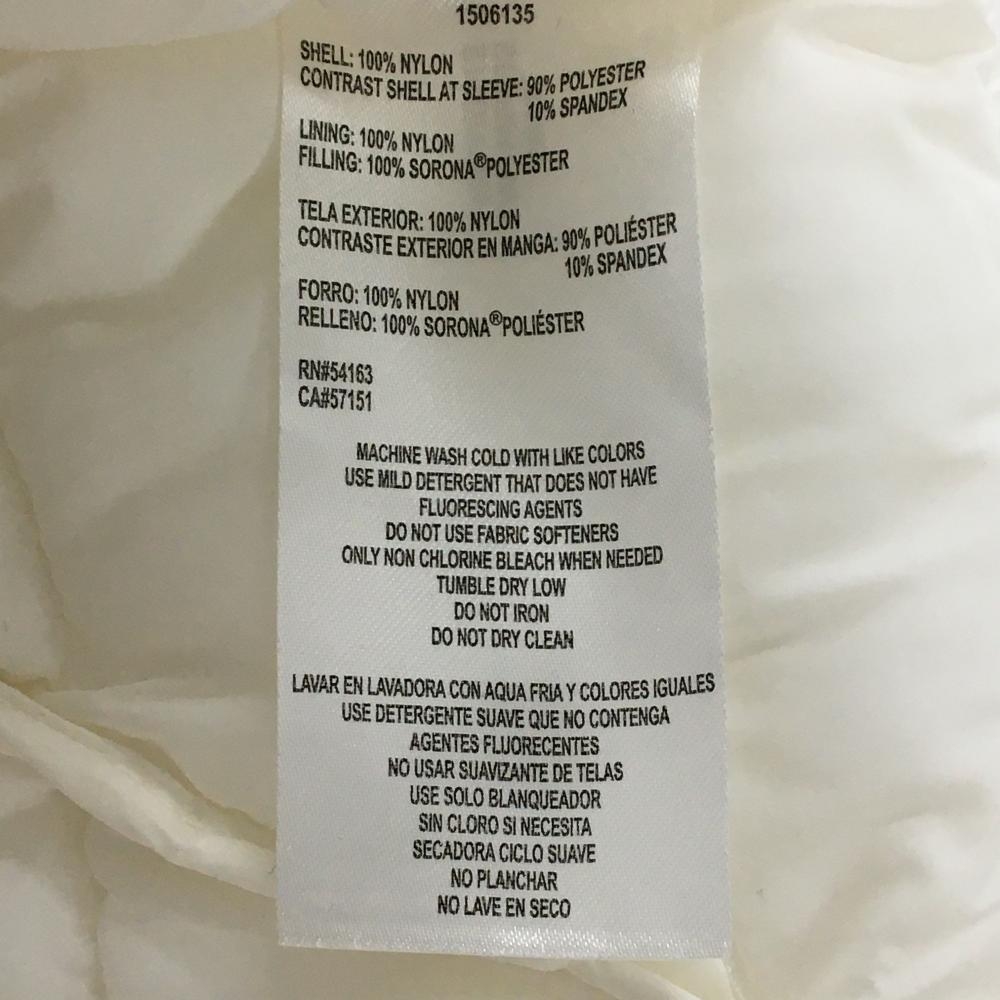 1506135
SHELL: 100% NYLON
CONTRAST SHELL AT SLEEVE: 90% POLYESTER
10% SPANDEX
LINING: 100% NYLON
FILLING: 100% SORONA®POLYESTER
TELA EXTERIOR: 100% NYLON
CONTRASTE EXTERIOR EN MANGA: 90% POLIÉSTER
10% SPANDEX
FORRO: 100% NYLON
RELLENO: 100% SORONA®POLIÉSTER
RN#54163
CA#57151
MACHINE WASH COLD WITH LIKE COLORS
USE MILD DETERGENT THAT DOES NOT HAVE
FLUORESCING AGENTS
DO NOT USE FABRIC SOFTENERS
ONLY NON CHLORINE BLEACH WHEN NEEDED
TUMBLE DRY LOW
DO NOT IRON
DO NOT DRY CLEAN
LAVAR EN LAVADORA CON AQUA FRIA Y COLORES IGUALES
USE DETERGENTE SUAVE QUE NO CONTENGA
AGENTES FLUORECENTES
NO USAR SUAVIZANTE DE TELAS
USE SOLO BLANQUEADOR
SIN CLORO SI NECESITA
SECADORA CICLO SUAVE
NO PLANCHAR
NO LAVE EN SECO